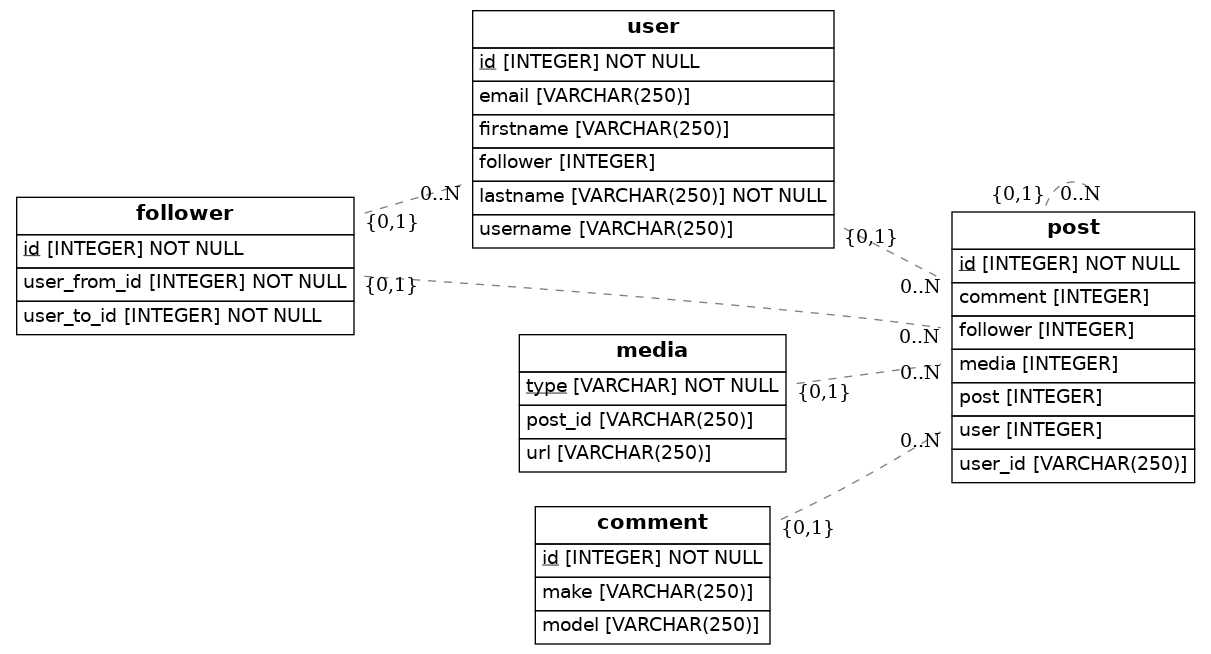 user
id [INTEGER] NOT NULL
email [VARCHAR(250)]
firstname [VARCHAR(250)]
follower [INTEGER]
lastname [VARCHAR(250)] NOT NULL
username [VARCHAR(250)]
0..N
{0,1}
follower
id [INTEGER] NOT NULL
user_from_id [INTEGER] NOT NULL
user_to_id [INTEGER] NOT NULL
{0,1}
0..N
{0,1}
0..N
{0,1} 0..N
post
id [INTEGER] NOT NULL
comment [INTEGER]
follower [INTEGER]
media [INTEGER]
post [INTEGER]
user [INTEGER]
user_id [VARCHAR(250)]
media
type [VARCHAR] NOT NULL
post_id [VARCHAR(250)]
url [VARCHAR(250)]
{0,1}
0..N
comment
id [INTEGER] NOT NULL
make [VARCHAR(250)]
model [VARCHAR(250)]
{0,1}
0..N